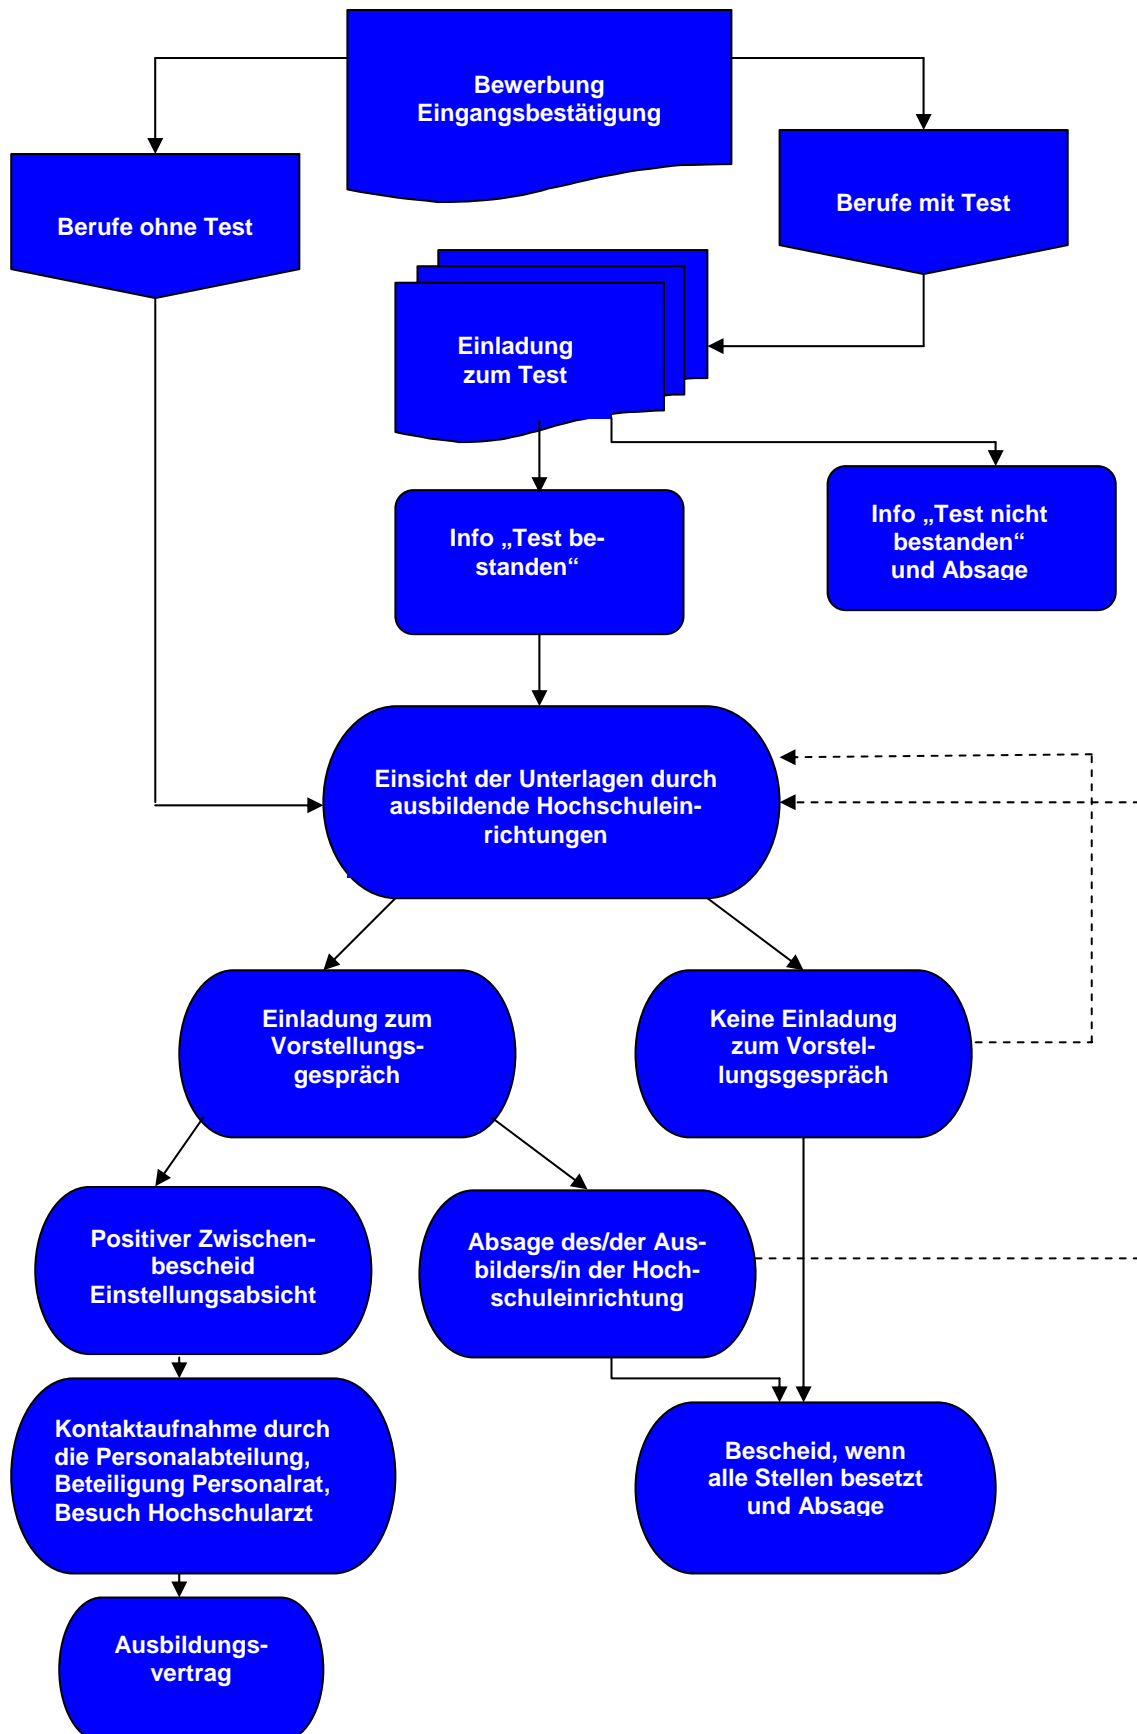 Bewerbung
Eingangsbestätigung
Berufe ohne Test
Berufe mit Test
Einladung
zum Test
Info „Test be-
standen“
Info „Test nicht
bestanden“
und Absage
Einsicht der Unterlagen durch
ausbildende Hochschulein-
richtungen
Einladung zum
Vorstellungs-
gespräch
Keine Einladung
zum Vorstel-
lungsgespräch
Positiver Zwischen-
bescheid
Einstellungsabsicht
Absage des/der Aus-
bilders/in der Hoch-
schuleinrichtung
Kontaktaufnahme durch
die Personalabteilung,
Beteiligung Personalrat,
Besuch Hochschularzt
Bescheid, wenn
alle Stellen besetzt
und Absage
Ausbildungs-
vertrag